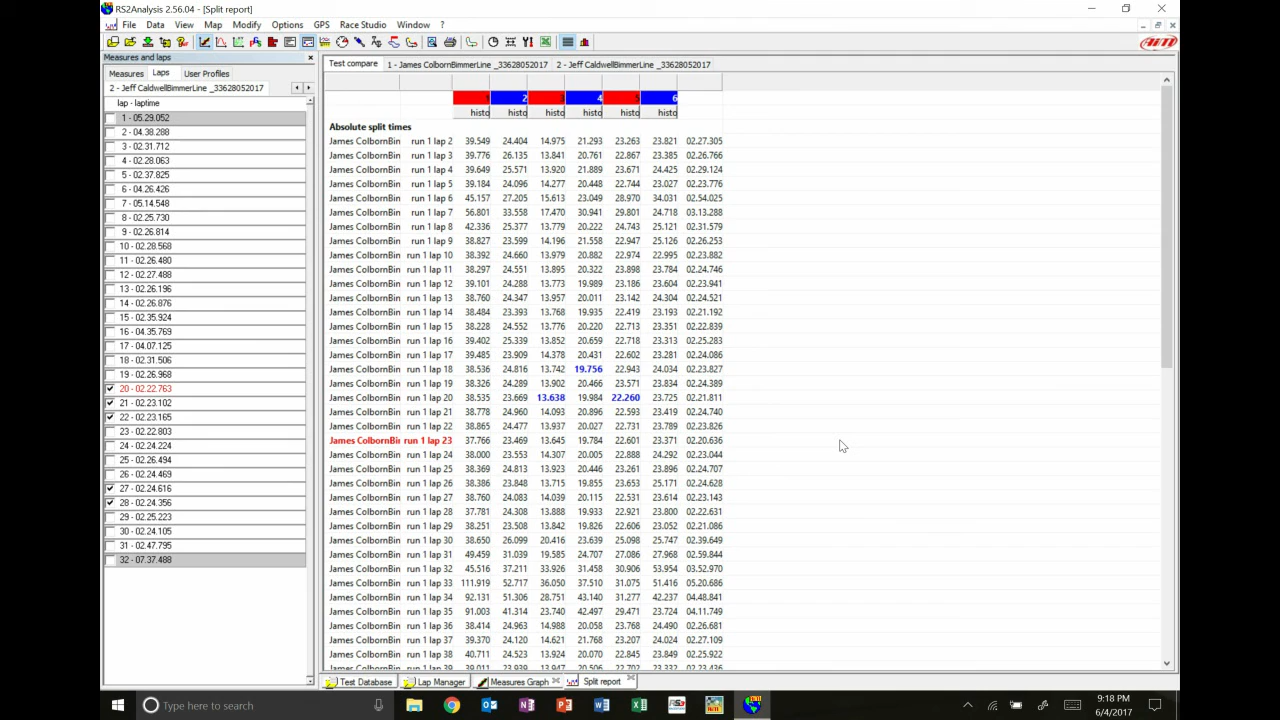 RS2Analysis 2.56.04 - [Split report]
File Data View Map Modify Options GPS Race Studio Window ?
Measures and laps
Measures Laps User Profiles
2 - Jeff CaldwellBimmerLine _33628052017
lap - laptime
1 - 05.29.052
2 - 04.38.288
3 - 02.31.712
4 - 02.28.063
5 - 02.37.825
6 - 04.26.426
7 - 05.14.548
8 - 02.25.730
9 - 02.26.814
10 - 02.28.568
11 - 02.26.480
12 - 02.27.488
13 - 02.26.196
14 - 02.26.876
15 - 02.35.924
16 - 04.35.769
17 - 04.07.125
18 - 02.31.506
19 - 02.26.968
20 - 02.22.763
21 - 02.23.102
22 - 02.23.165
23 - 02.22.803
24 - 02.24.224
25 - 02.26.494
26 - 02.24.469
27 - 02.24.616
28 - 02.24.356
29 - 02.25.223
30 - 02.24.105
31 - 02.47.795
32 - 07.37.488
Test compare 1 - James ColbornBimmerLine _33628052017 2 - Jeff CaldwellBimmerLine _33628052017
1 2 3 4 5 6
histo histo histo histo histo histo
Absolute split times
James ColbornBin run 1 lap 2 39.549 24.404 14.975 21.293 23.263 23.821 02.27.305
James ColbornBin run 1 lap 3 39.776 26.135 13.841 20.761 22.867 23.385 02.26.766
James ColbornBin run 1 lap 4 39.649 25.571 13.920 21.889 23.671 24.425 02.29.124
James ColbornBin run 1 lap 5 39.184 24.096 14.277 20.448 22.744 23.027 02.23.776
James ColbornBin run 1 lap 6 45.157 27.205 15.613 23.049 28.970 34.031 02.54.025
James ColbornBin run 1 lap 7 56.801 33.558 17.470 30.941 29.801 24.718 03.13.288
James ColbornBin run 1 lap 8 42.336 25.377 13.779 20.222 24.743 25.121 02.31.579
James ColbornBin run 1 lap 9 38.827 23.599 14.196 21.558 22.947 25.126 02.26.253
James ColbornBin run 1 lap 10 38.392 24.660 13.979 20.882 22.974 22.995 02.23.882
James ColbornBin run 1 lap 11 38.297 24.551 13.895 20.322 23.898 23.784 02.24.746
James ColbornBin run 1 lap 12 39.101 24.288 13.773 19.989 23.186 23.604 02.23.941
James ColbornBin run 1 lap 13 38.760 24.347 13.957 20.011 23.142 24.304 02.24.521
James ColbornBin run 1 lap 14 38.484 23.393 13.768 19.935 22.419 23.193 02.21.192
James ColbornBin run 1 lap 15 38.228 24.552 13.776 20.220 22.713 23.351 02.22.839
James ColbornBin run 1 lap 16 39.402 25.339 13.852 20.659 22.718 23.313 02.25.283
James ColbornBin run 1 lap 17 39.485 23.909 14.378 20.431 22.602 23.281 02.24.086
James ColbornBin run 1 lap 18 38.536 24.816 13.742 19.756 22.943 24.034 02.23.827
James ColbornBin run 1 lap 19 38.326 24.289 13.902 20.466 23.571 23.834 02.24.389
James ColbornBin run 1 lap 20 38.535 23.669 13.638 19.984 22.260 23.725 02.21.811
James ColbornBin run 1 lap 21 38.778 24.960 14.093 20.896 22.593 23.419 02.24.740
James ColbornBin run 1 lap 22 38.865 24.477 13.937 20.027 22.731 23.789 02.23.826
James ColbornBin run 1 lap 23 37.766 23.469 13.645 19.784 22.601 23.371 02.20.636
James ColbornBin run 1 lap 24 38.000 23.553 14.307 20.005 22.888 24.292 02.23.044
James ColbornBin run 1 lap 25 38.369 24.813 13.923 20.446 23.261 23.896 02.24.707
James ColbornBin run 1 lap 26 38.386 23.848 13.715 19.855 23.653 25.171 02.24.628
James ColbornBin run 1 lap 27 38.760 24.083 14.039 20.115 22.531 23.614 02.23.143
James ColbornBin run 1 lap 28 37.781 24.308 13.888 19.933 22.921 23.800 02.22.631
James ColbornBin run 1 lap 29 38.251 23.508 13.842 19.826 22.606 23.052 02.21.086
James ColbornBin run 1 lap 30 38.650 26.099 20.416 23.639 25.098 25.747 02.39.649
James ColbornBin run 1 lap 31 49.459 31.039 19.585 24.707 27.086 27.968 02.59.844
James ColbornBin run 1 lap 32 45.516 37.211 33.926 31.458 30.906 53.954 03.52.970
James ColbornBin run 1 lap 33 111.919 52.717 36.050 37.510 31.075 51.416 05.20.686
James ColbornBin run 1 lap 34 92.131 51.306 28.751 43.140 31.277 42.237 04.48.841
James ColbornBin run 1 lap 35 91.003 41.314 23.740 42.497 29.471 23.724 04.11.749
James ColbornBin run 1 lap 36 38.414 24.963 14.988 20.058 23.768 24.490 02.26.681
James ColbornBin run 1 lap 37 39.370 24.120 14.621 21.768 23.207 24.024 02.27.109
James ColbornBin run 1 lap 38 40.711 24.523 13.924 20.070 22.845 23.849 02.25.922
James ColbornBin run 1 lap 39 39.011 23.939 13.947 20.506 22.702 23.332 02.23.436
Test Database Lap Manager Measures Graph Split report
Type here to search
9:18 PM
6/4/2017